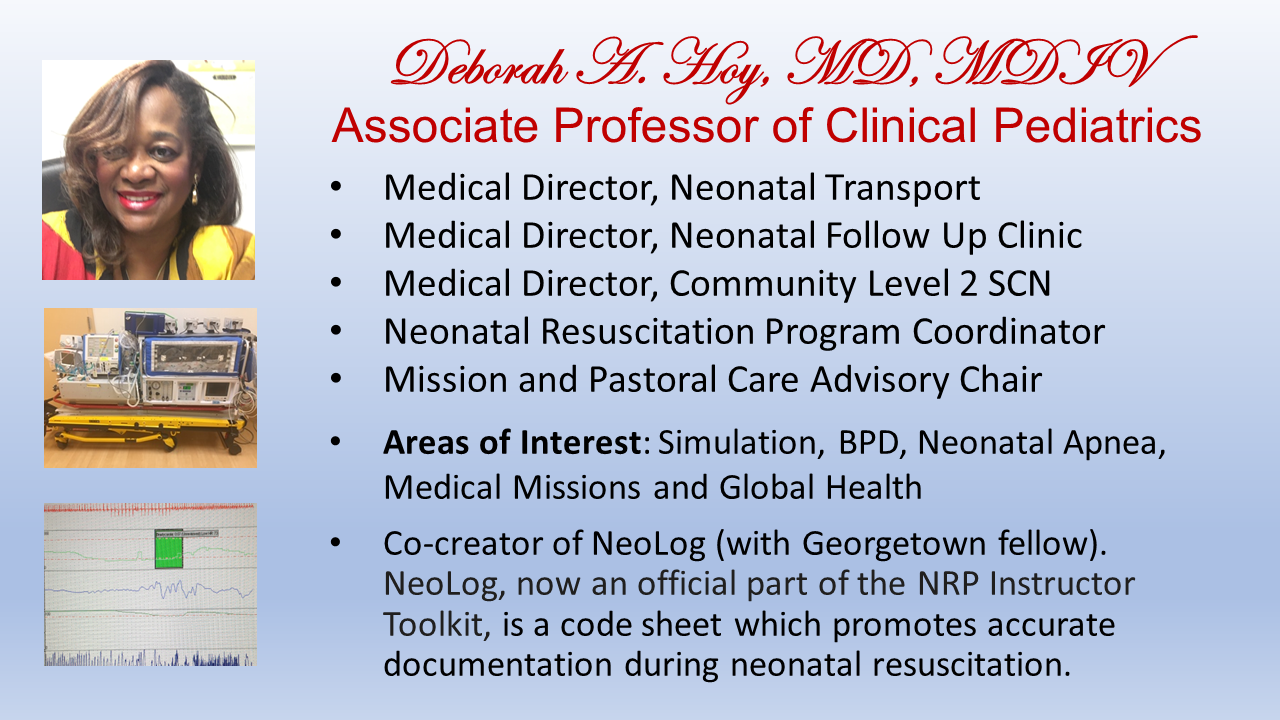 Deborah A. Hoy, MD, MDIV
Associate Professor of Clinical Pediatrics
• Medical Director, Neonatal Transport
• Medical Director, Neonatal Follow Up Clinic
• Medical Director, Community Level 2 SCN
• Neonatal Resuscitation Program Coordinator
• Mission and Pastoral Care Advisory Chair
• Areas of Interest: Simulation, BPD, Neonatal Apnea,
Medical Missions and Global Health
• Co-creator of NeoLog (with Georgetown fellow).
NeoLog, now an official part of the NRP Instructor
Toolkit, is a code sheet which promotes accurate
documentation during neonatal resuscitation.